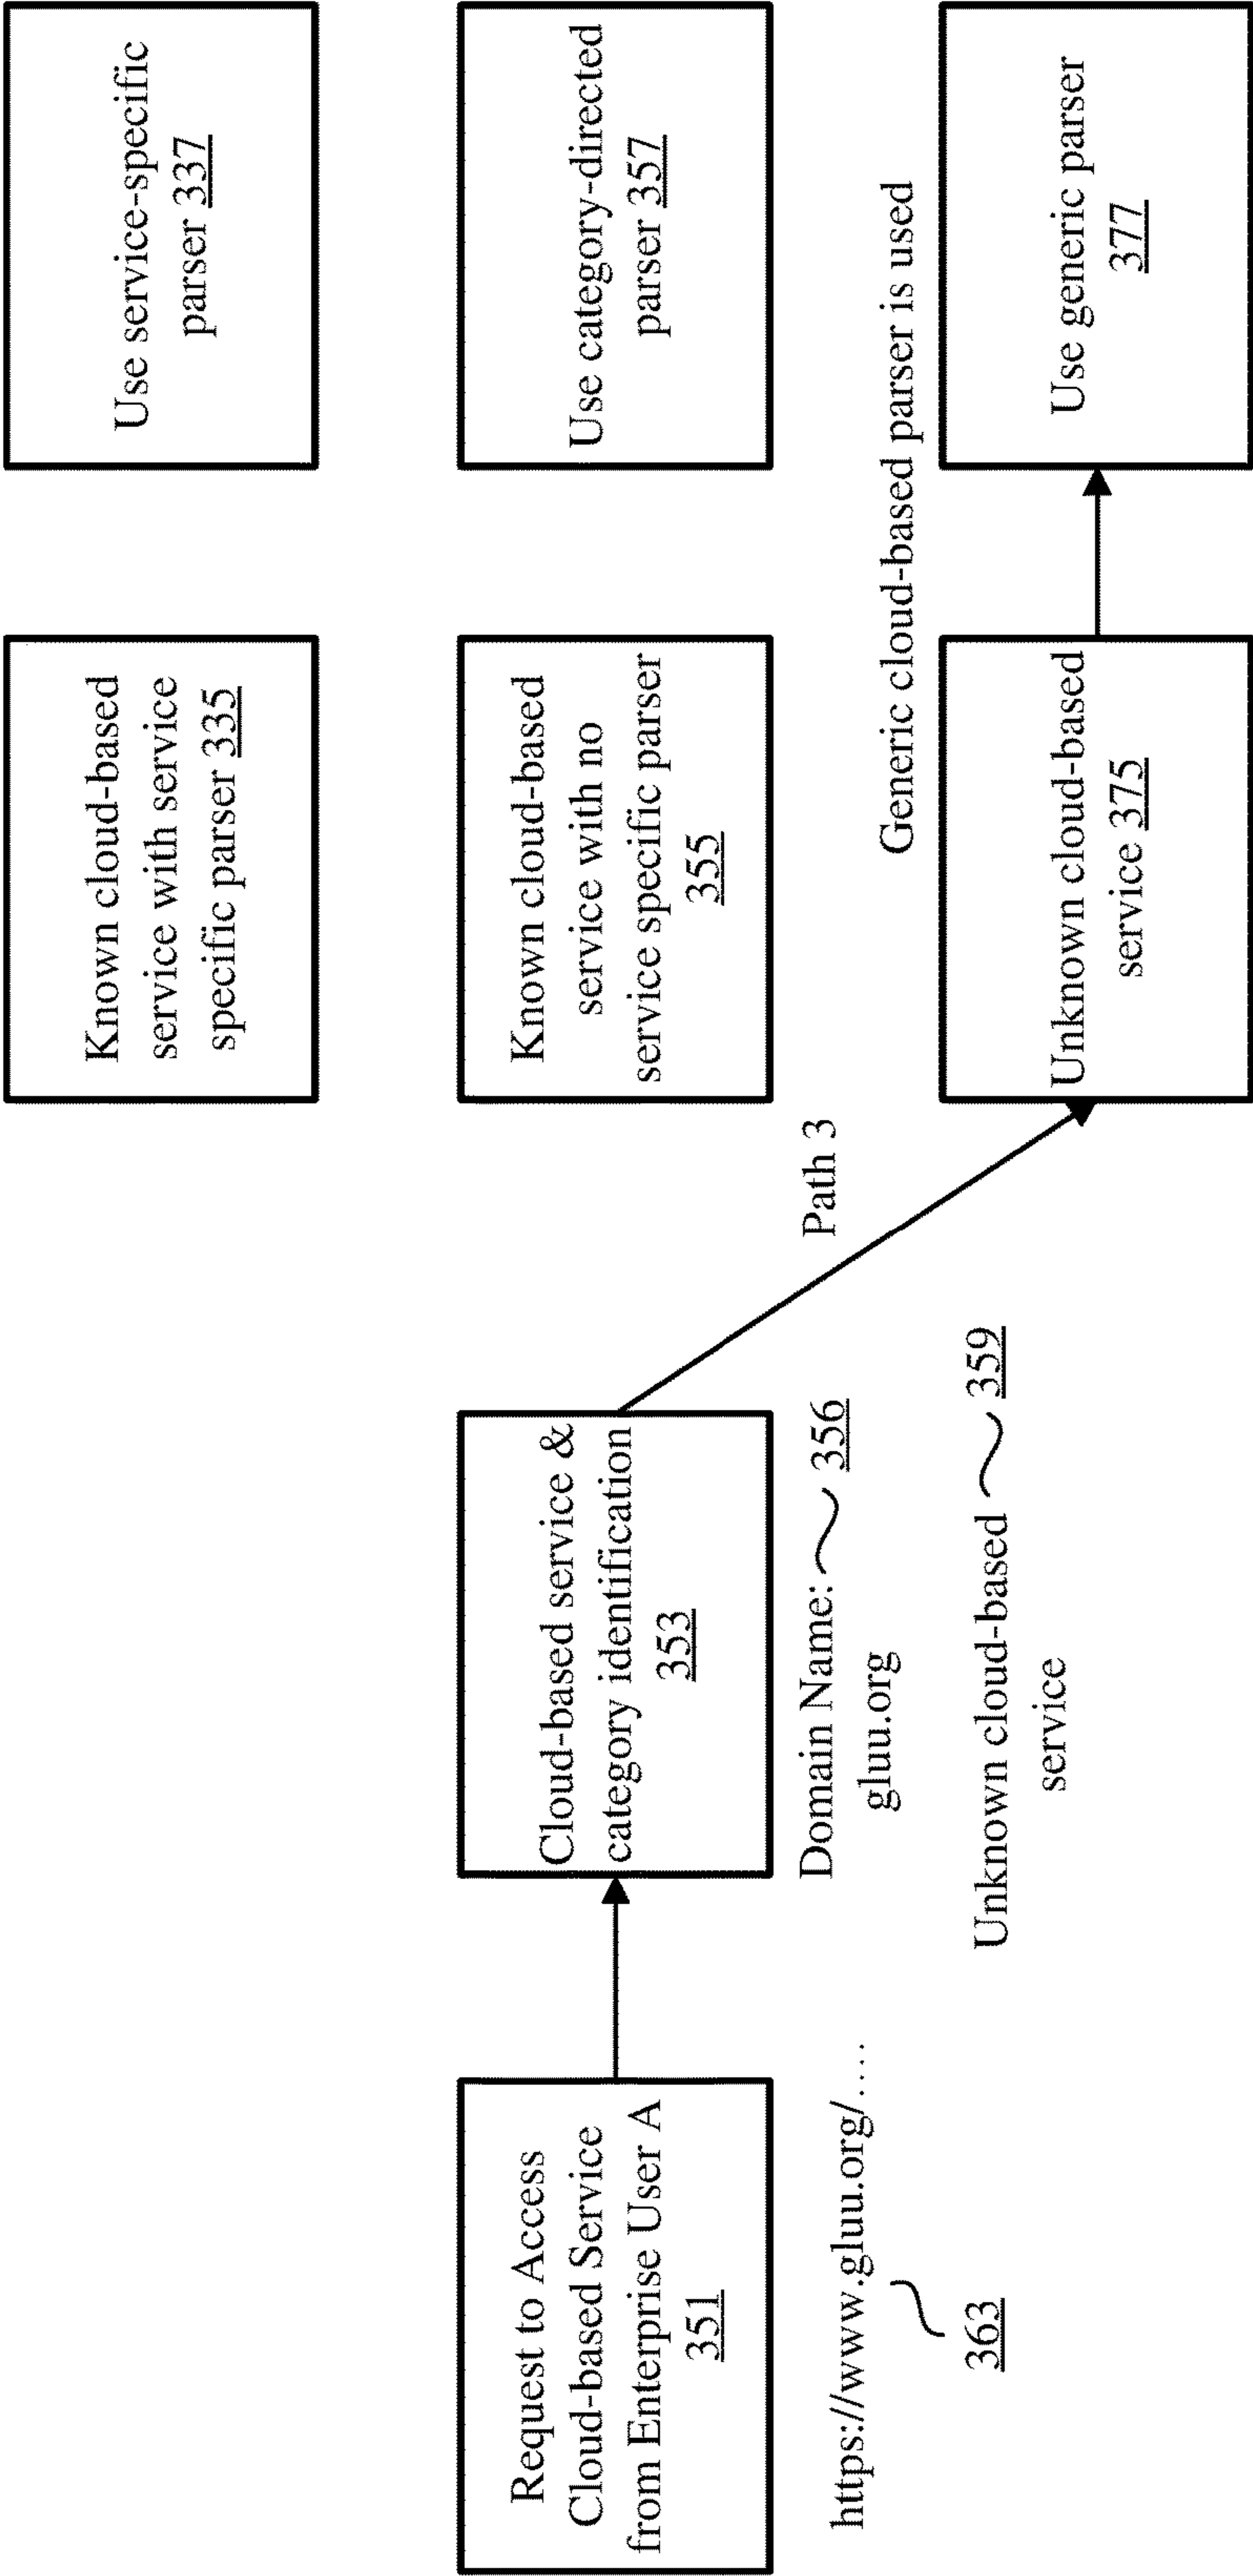 Request to Access
Cloud-based Service
from Enterprise User A
351
https://www.gluu.org/....
363
Cloud-based service &
category identification
353
Domain Name: 356
gluu.org
Unknown cloud-based 359
service
Path 3
Known cloud-based
service with service
specific parser 335
Known cloud-based
service with no
service specific parser
355
Unknown cloud-based
service 375
Generic cloud-based parser is used
Use service-specific
parser 337
Use category-directed
parser 357
Use generic parser
377